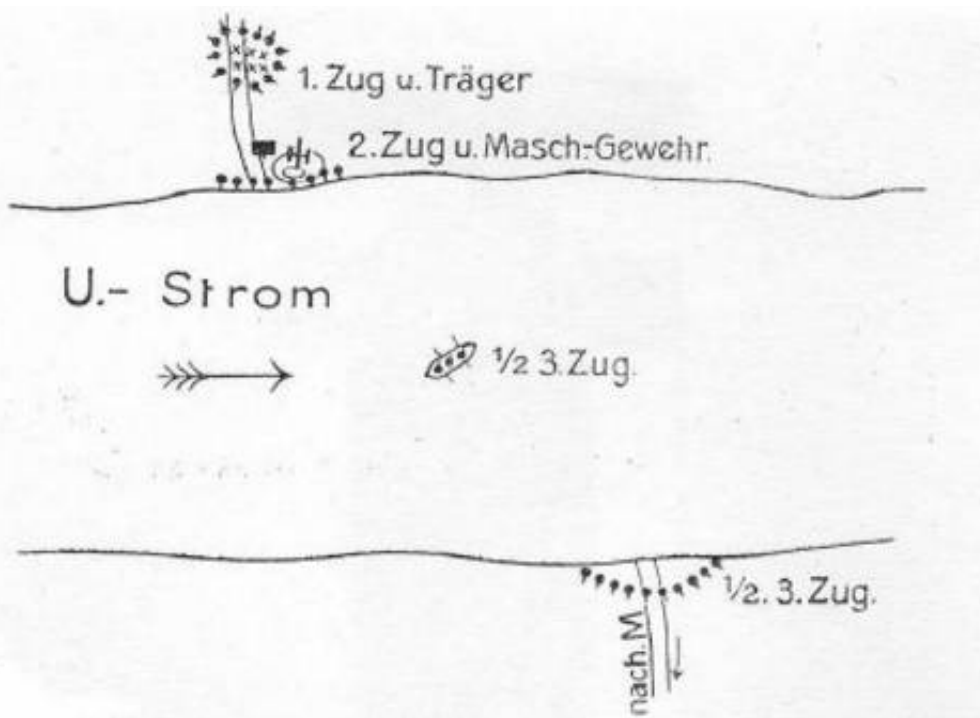 1. Zug u. Träger
2. Zug u. Masch-Gewehr.
U.- Strom
½ 3. Zug.
½. 3. Zug.
nach. M